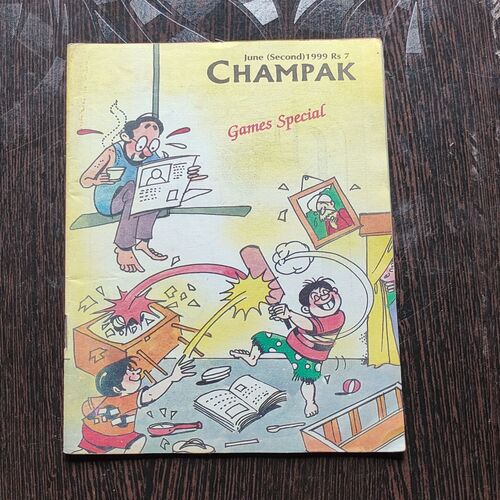 June (Second)1999 Rs 7
CHAMPAK
Games Special